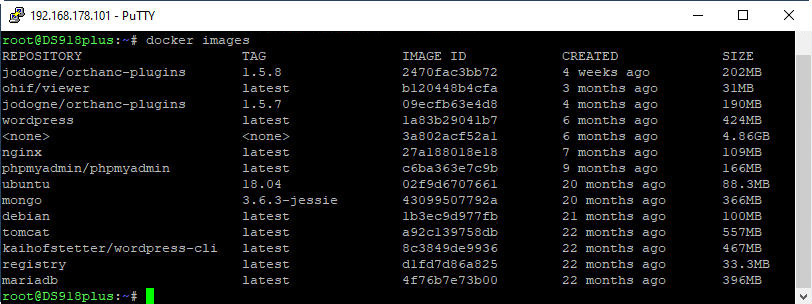 192.168.178.101 - PuTTY
root@DS918plus:~# docker images
REPOSITORY TAG IMAGE ID CREATED SIZE
jodogne/orthanc-plugins 1.5.8 2470fac3bb72 4 weeks ago 202MB
ohif/viewer latest b120448b4cfa 3 months ago 31MB
jodogne/orthanc-plugins 1.5.7 09ecfb63e4d8 4 months ago 190MB
wordpress latest 1a83b29041b7 6 months ago 424MB
<none> <none> 3a802acf52a1 6 months ago 4.86GB
nginx latest 27a188018e18 7 months ago 109MB
phpmyadmin/phpmyadmin latest c6ba363e7c9b 9 months ago 166MB
ubuntu 18.04 02f9d6707661 20 months ago 88.3MB
mongo 3.6.3-jessie 43099507792a 20 months ago 366MB
debian latest 1b3ec9d977fb 21 months ago 100MB
tomcat latest a92c139758db 22 months ago 557MB
kaihofstetter/wordpress-cli latest 8c3849de9936 22 months ago 467MB
registry latest d1fd7d86a825 22 months ago 33.3MB
mariadb latest 4f76b7e73b00 22 months ago 396MB
root@DS918plus:~#